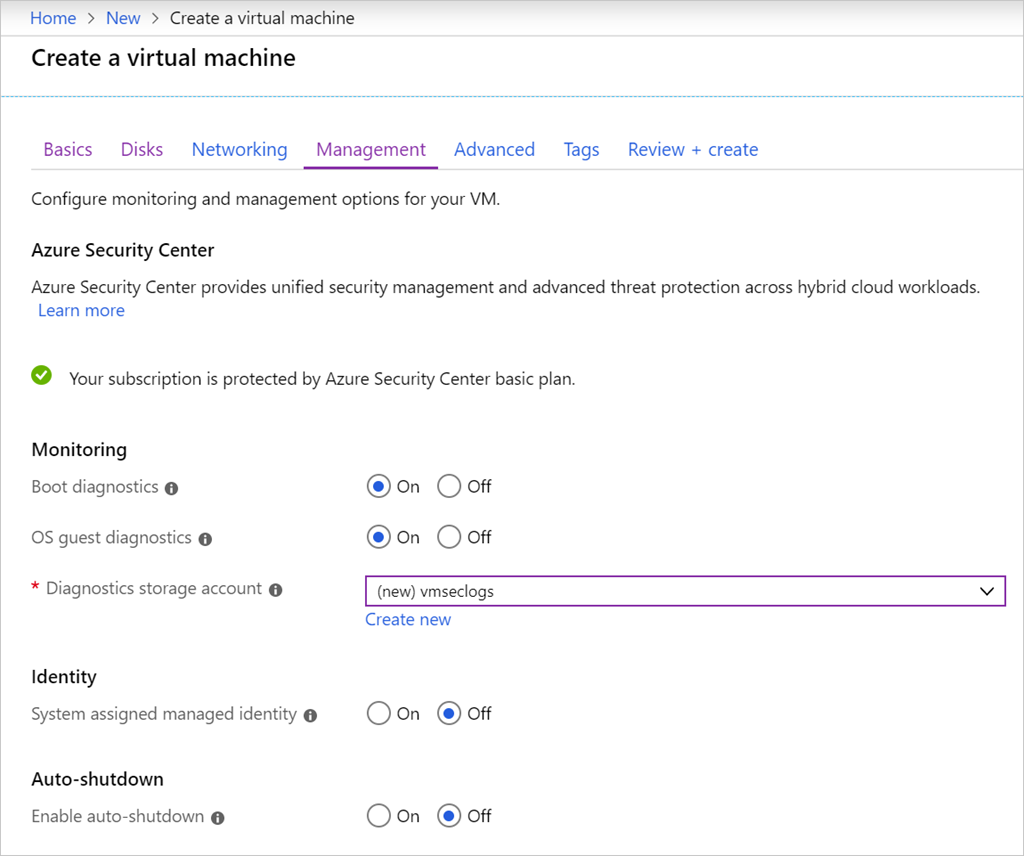 Home > New > Create a virtual machine
Create a virtual machine
Basics Disks Networking Management Advanced Tags Review + create
Configure monitoring and management options for your VM.
Azure Security Center
Azure Security Center provides unified security management and advanced threat protection across hybrid cloud workloads.
Learn more
Your subscription is protected by Azure Security Center basic plan.
Monitoring
Boot diagnostics On Off
OS guest diagnostics On Off
* Diagnostics storage account (new) vmseclogs
Create new
Identity
System assigned managed identity On Off
Auto-shutdown
Enable auto-shutdown On Off